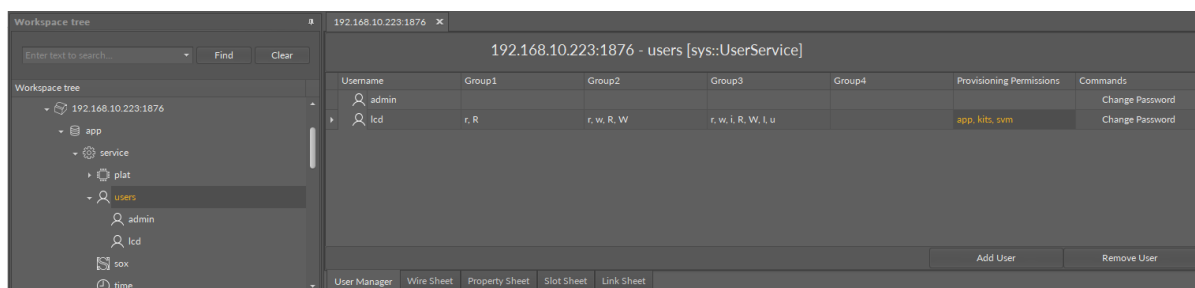 Workspace tree
Enter text to search...
Find
Clear
Workspace tree
192.168.10.223:1876
app
service
plat
users
admin
lcd
sox
time
192.168.10.223:1876 ×
192.168.10.223:1876 - users [sys::UserService]
Username Group1 Group2 Group3 Group4 Provisioning Permissions Commands
admin Change Password
lcd r, R r, w, R, W r, w, i, R, W, I, u app, kits, svm Change Password
Add User Remove User
User Manager Wire Sheet Property Sheet Slot Sheet Link Sheet